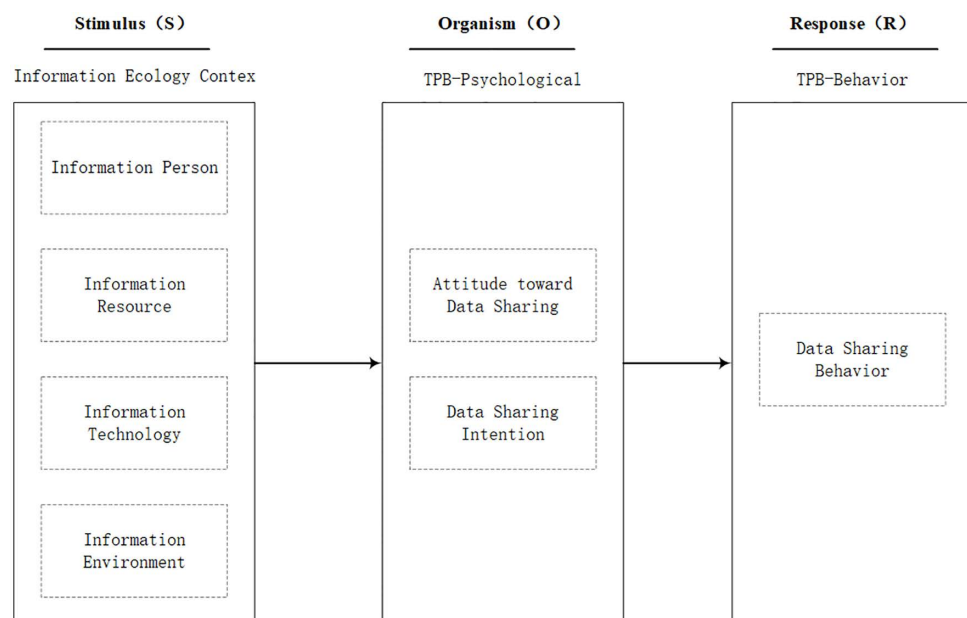 Stimulus（S）
Information Ecology Contex
Information Person
Information
Resource
Information
Technology
Information
Environment
Organism（O）
TPB-Psychological
Attitude toward
Data Sharing
Data Sharing
Intention
Response（R）
TPB-Behavior
Data Sharing
Behavior